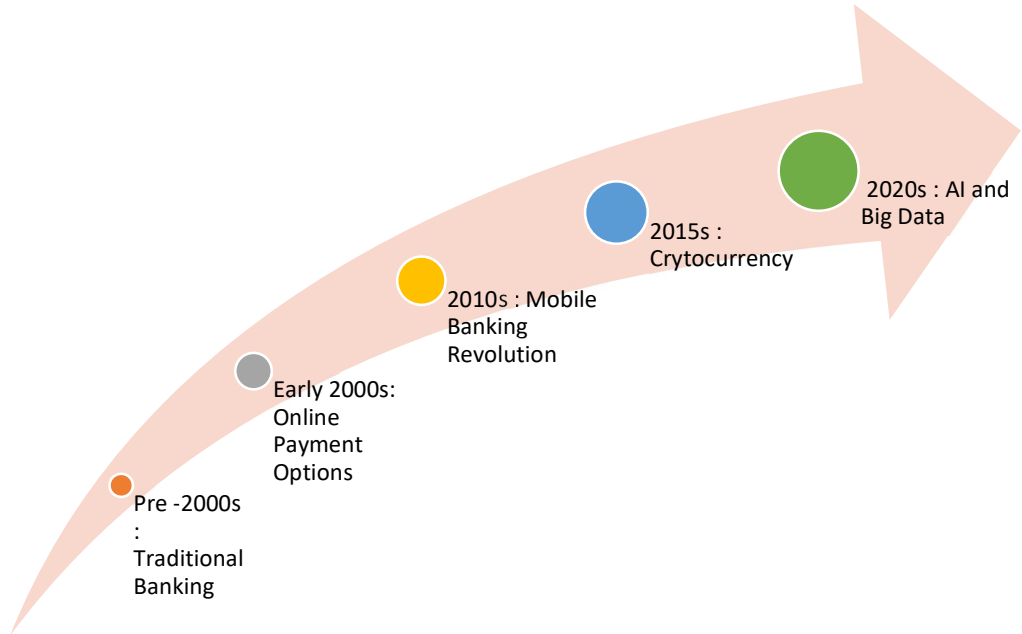 Pre -2000s
:
Traditional
Banking
Early 2000s:
Online
Payment
Options
2010s : Mobile
Banking
Revolution
2015s :
Crytocurrency
2020s : AI and
Big Data